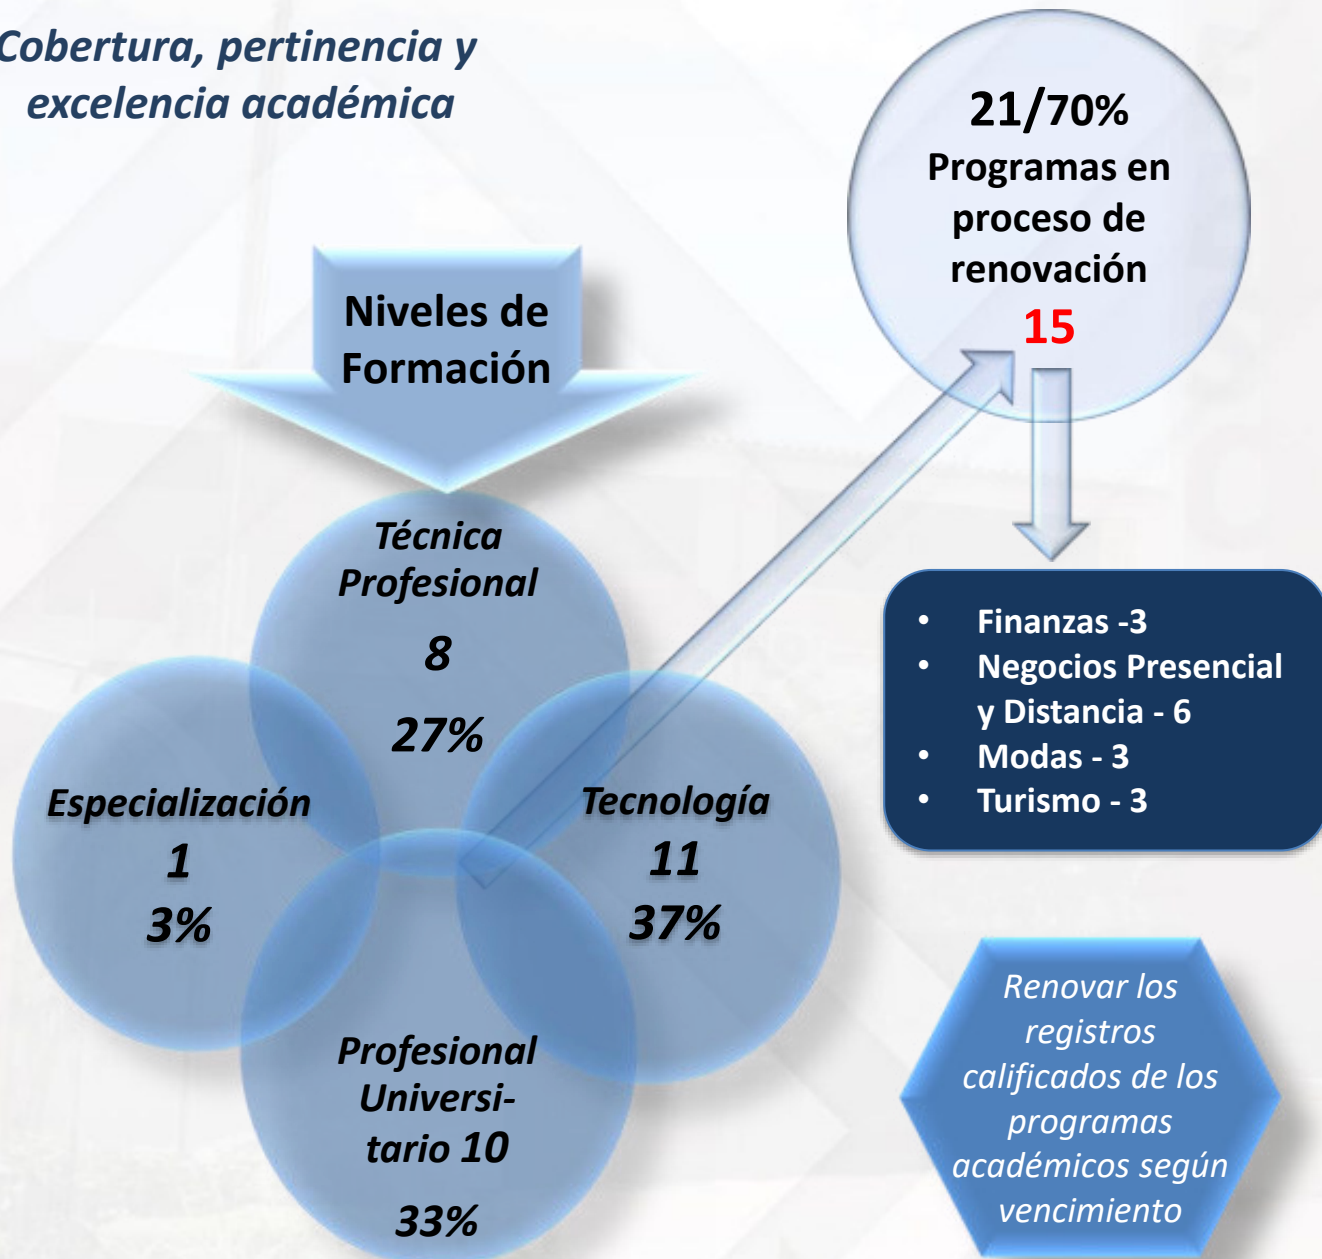 Cobertura, pertinencia y
excelencia académica
21/70%
Programas en
proceso de
renovación
15
Niveles de
Formación
Técnica
Profesional
8
27%
Especialización
1
3%
Tecnología
11
37%
Profesional
Universi-
tario 10
33%
• Finanzas -3
• Negocios Presencial
y Distancia - 6
• Modas - 3
• Turismo - 3
Renovar los
registros
calificados de los
programas
académicos según
vencimiento